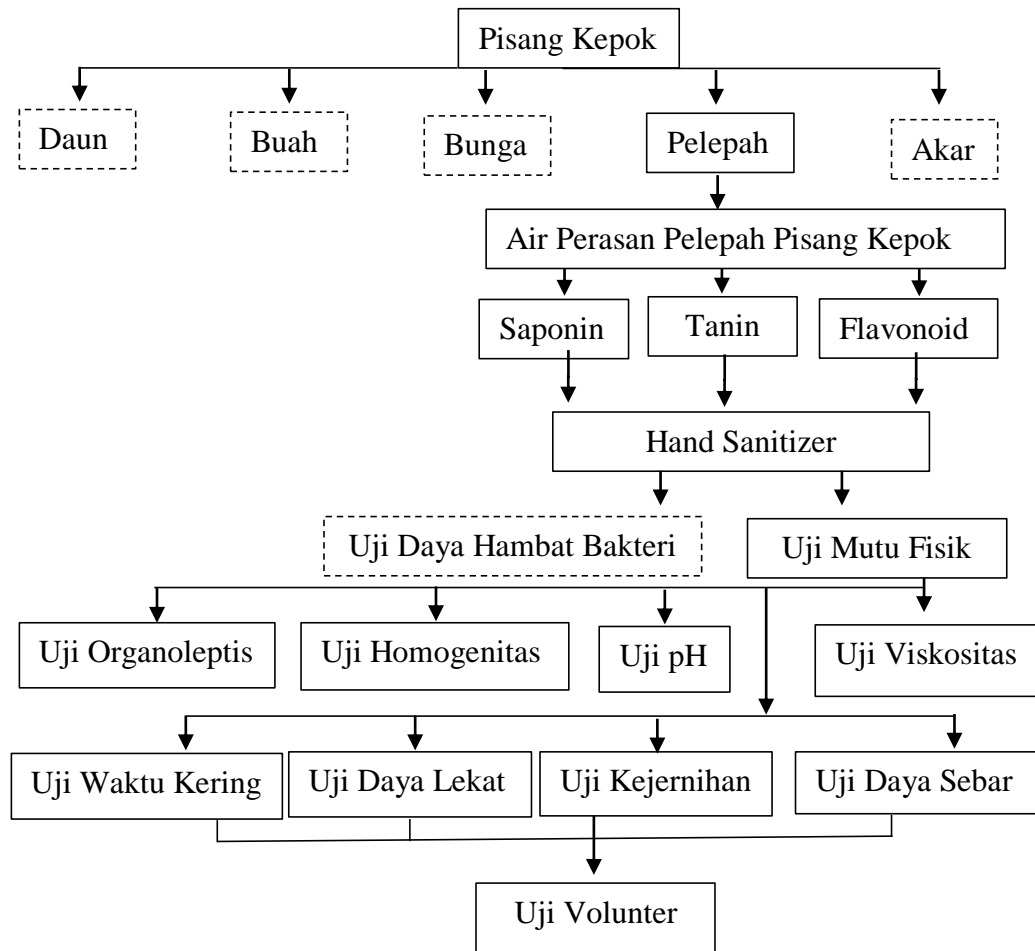 Pisang Kepok
Daun
Buah
Bunga
Pelepah
Akar
Air Perasan Pelepah Pisang Kepok
Saponin
Tanin
Flavonoid
Hand Sanitizer
Uji Daya Hambat Bakteri
Uji Mutu Fisik
Uji Organoleptis
Uji Homogenitas
Uji pH
Uji Viskositas
Uji Waktu Kering
Uji Daya Lekat
Uji Kejernihan
Uji Daya Sebar
Uji Volunter